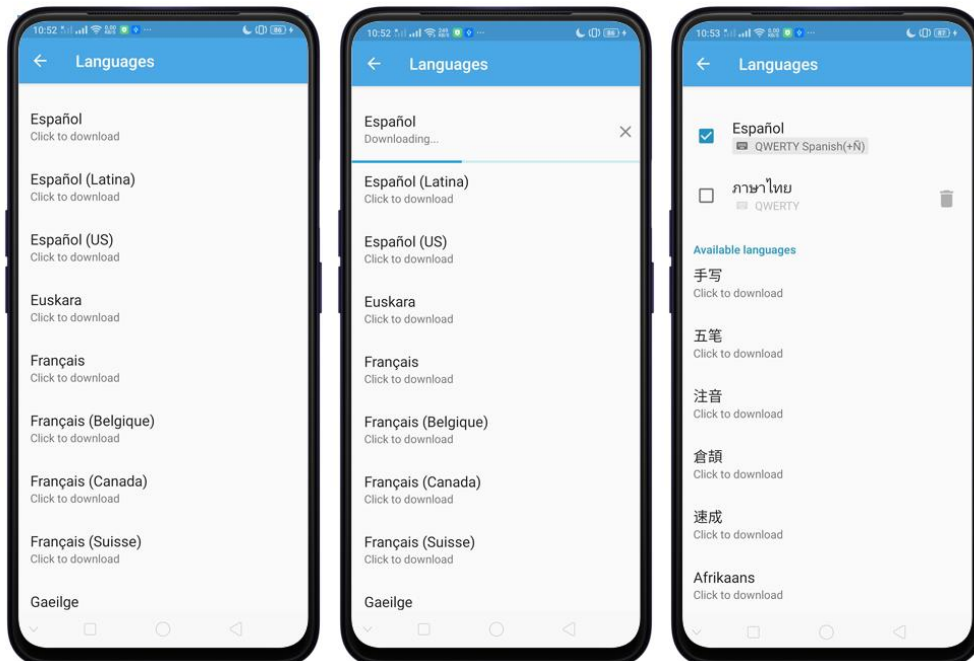 10:52
Languages
Español
Click to download
Español (Latina)
Click to download
Español (US)
Click to download
Euskara
Click to download
Français
Click to download
Français (Belgique)
Click to download
Français (Canada)
Click to download
Français (Suisse)
Click to download
Gaeilge
10:52
Languages
Español
Downloading...
Español (Latina)
Click to download
Español (US)
Click to download
Euskara
Click to download
Français
Click to download
Français (Belgique)
Click to download
Français (Canada)
Click to download
Français (Suisse)
Click to download
Gaeilge
10:53
Languages
Español
QWERTY Spanish(+Ñ)
ภาษาไทย
QWERTY
Available languages
手写
Click to download
五笔
Click to download
注音
Click to download
倉頡
Click to download
速成
Click to download
Afrikaans
Click to download